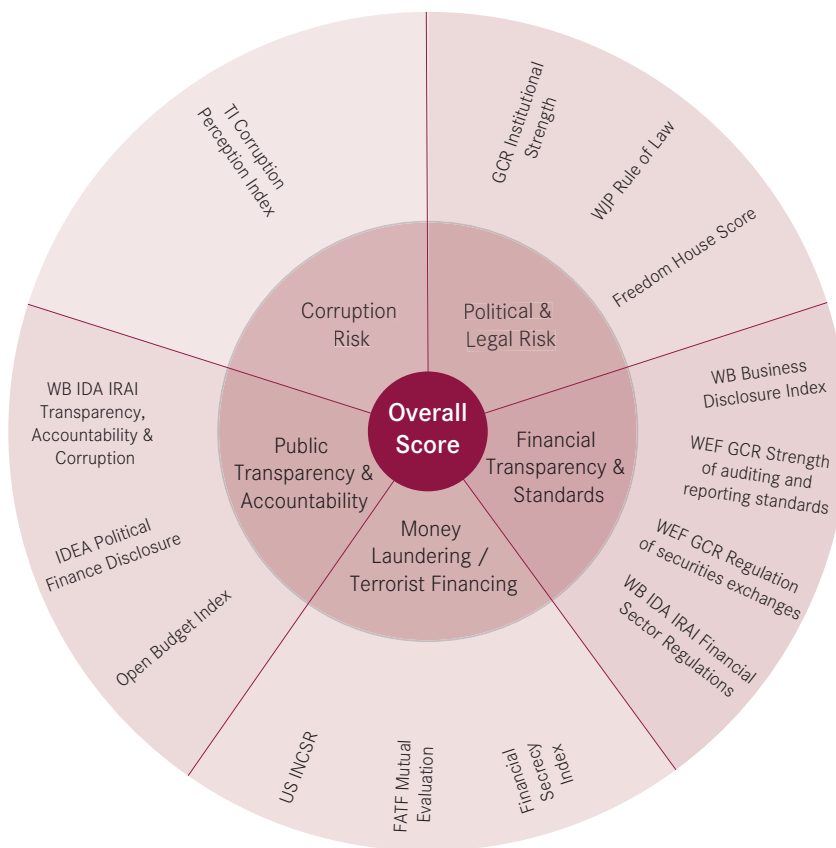 TI Corruption
Perception Index
GCR Institutional
Strength
WJP Rule of Law
Freedom House Score
Corruption
Risk
Political &
Legal Risk
WB Business
Disclosure Index
WB IDA IRAI
Transparency,
Accountability &
Corruption
Overall
Score
Public
Transparency &
Accountability
Financial
Transparency &
Standards
WEF GCR Strength
of auditing and
reporting standards
Money
Laundering /
Terrorist Financing
IDEA Political
Finance Disclosure
WEF GCR Regulation
of securities exchanges
Open Budget Index
WB IDA IRAI Financial
Sector Regulations
US INCSR
FATF Mutual
Evaluation
Financial
Secrecy
Index